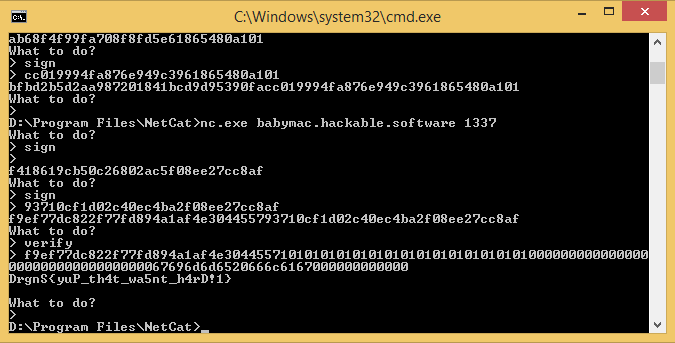 C:\Windows\system32\cmd.exe
ab68f4f99fa708f8fd5e61865480a101
What to do?
> sign
> cc019994fa876e949c3961865480a101
bfbd2b5d2aa987201841bcd9d95390facc019994fa876e949c3961865480a101
What to do?
>
D:\Program Files\NetCat>nc.exe babymac.hackable.software 1337
What to do?
> sign
>
f418619cb50c26802ac5f08ee27cc8af
What to do?
> sign
> 93710cf1d02c40ec4ba2f08ee27cc8af
f9ef77dc822f77fd894a1af4e304455793710cf1d02c40ec4ba2f08ee27cc8af
What to do?
> verify
> f9ef77dc822f77fd894a1af4e3044557101010101010101010101010101010100000000000000000
00000000000000000067696d6d6520666c6167000000000000
DrgnS{yuP_th4t_wa5nt_h4rD!1}
What to do?
>
D:\Program Files\NetCat>_